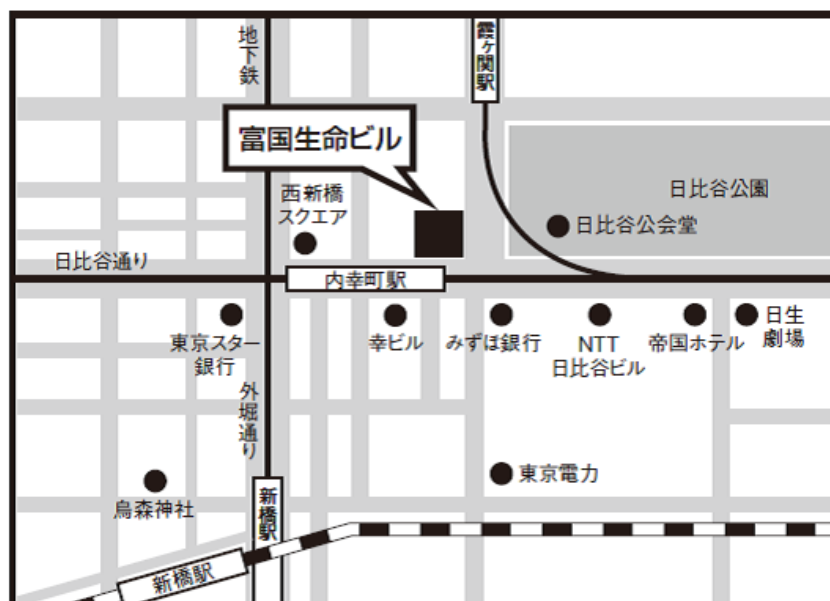 地下鉄
霞ヶ関駅
富国生命ビル
日比谷公園
西新橋
スクエア
日比谷公会堂
日比谷通り
内幸町駅
東京スター
銀行
幸ビル
みずほ銀行
NTT
日比谷ビル
帝国ホテル
日生
劇場
外堀通り
東京電力
烏森神社
新橋駅
新橋駅